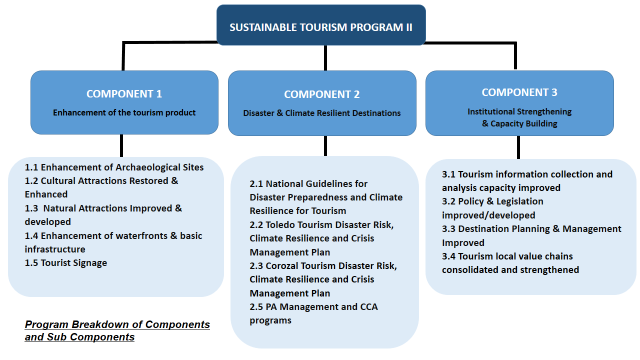 SUSTAINABLE TOURISM PROGRAM II
COMPONENT 1
Enhancement of the tourism product
COMPONENT 2
Disaster & Climate Resilient Destinations
COMPONENT 3
Institutional Strengthening
& Capacity Building
1.1 Enhancement of Archaeological Sites
1.2 Cultural Attractions Restored &
Enhanced
1.3 Natural Attractions Improved &
developed
1.4 Enhancement of waterfronts & basic
infrastructure
1.5 Tourist Signage
2.1 National Guidelines for
Disaster Preparedness and Climate
Resilience for Tourism
2.2 Toledo Tourism Disaster Risk,
Climate Resilience and Crisis
Management Plan
2.3 Corozal Tourism Disaster Risk,
Climate Resilience and Crisis
Management Plan
2.5 PA Management and CCA
programs
3.1 Tourism information collection and
analysis capacity improved
3.2 Policy & Legislation
improved/developed
3.3 Destination Planning & Management
Improved
3.4 Tourism local value chains
consolidated and strengthened
Program Breakdown of Components
and Sub Components